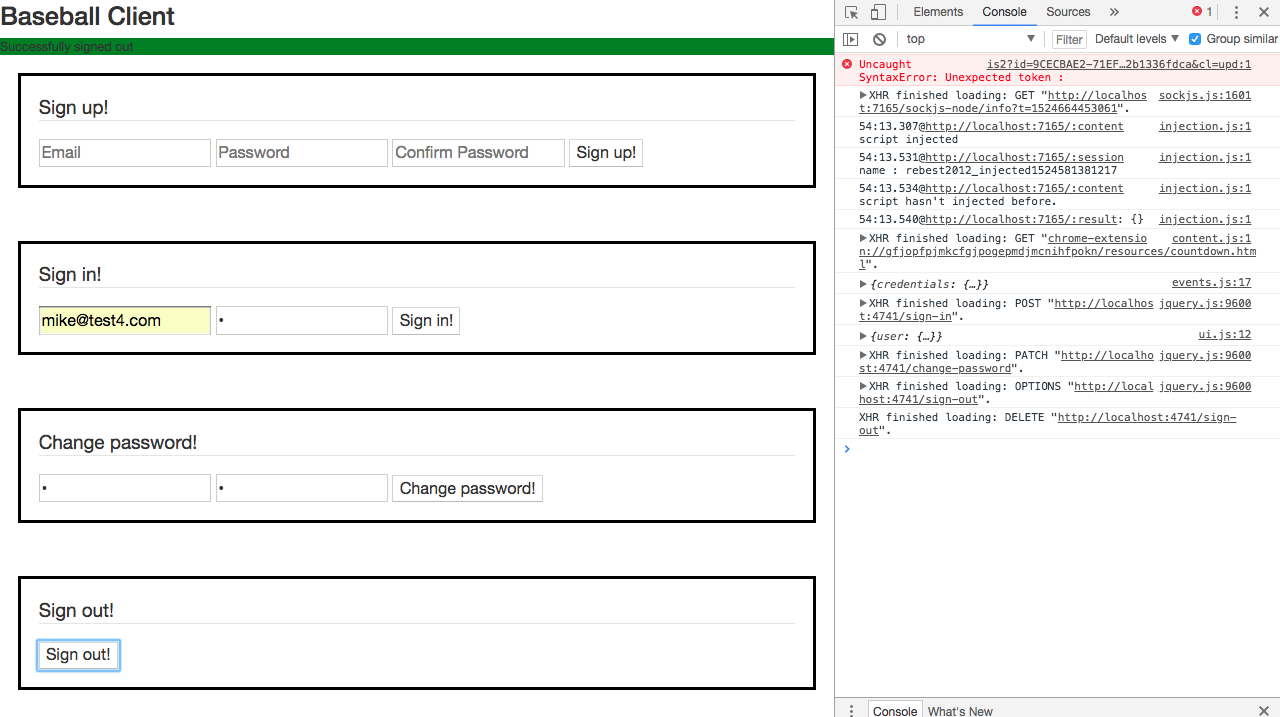 Baseball Client
Successfully signed out
Sign up!
Email Password Confirm Password Sign up!
Sign in!
mike@test4.com • Sign in!
Change password!
• • Change password!
Sign out!
Sign out!
Elements Console Sources » 1
top Filter Default levels Group similar
Uncaught is2?id=9CECBAE2-71EF…2b1336fdca&cl=upd:1
SyntaxError: Unexpected token :
XHR finished loading: GET "http://localhos sockjs.js:1601
t:7165/sockjs-node/info?t=1524664453061".
54:13.307@http://localhost:7165/:content injection.js:1
script injected
54:13.531@http://localhost:7165/:session injection.js:1
name : rebest2012_injected1524581381217
54:13.534@http://localhost:7165/:content injection.js:1
script hasn't injected before.
54:13.540@http://localhost:7165/:result: {} injection.js:1
XHR finished loading: GET "chrome-extensio content.js:1
n://gfjopfpjmkcfgjpogepmdjmcnihfpokn/resources/countdown.htm
l".
{credentials: {…}} events.js:17
XHR finished loading: POST "http://localhos jquery.js:9600
t:4741/sign-in".
{user: {…}} ui.js:12
XHR finished loading: PATCH "http://localho jquery.js:9600
st:4741/change-password".
XHR finished loading: OPTIONS "http://local jquery.js:9600
host:4741/sign-out".
XHR finished loading: DELETE "http://localhost:4741/sign-
out".
Console What's New